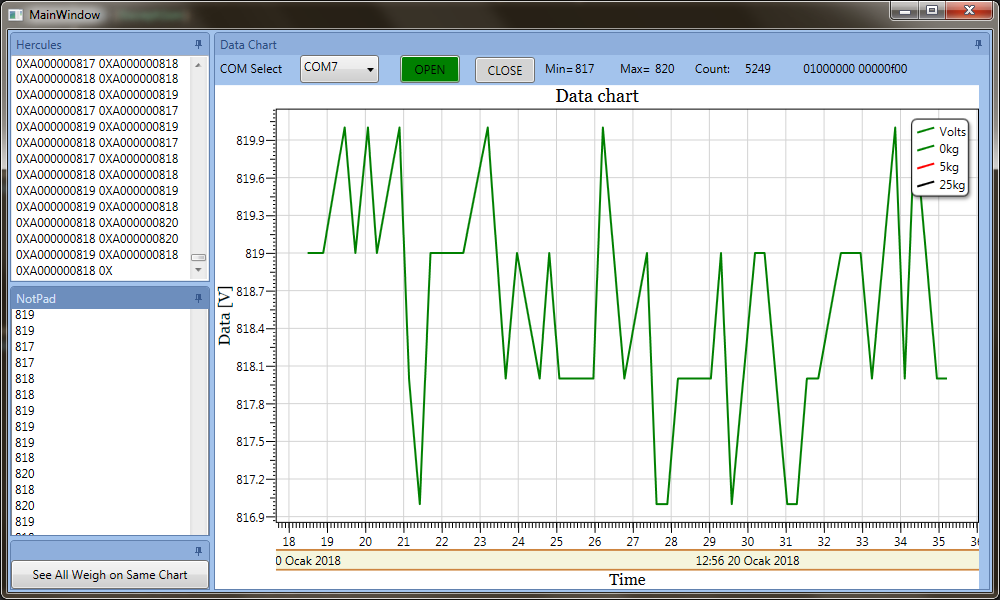 MainWindow
Hercules
0XA000000817 0XA000000818
0XA000000818 0XA000000818
0XA000000818 0XA000000819
0XA000000817 0XA000000817
0XA000000819 0XA000000819
0XA000000818 0XA000000817
0XA000000817 0XA000000818
0XA000000818 0XA000000818
0XA000000819 0XA000000819
0XA000000819 0XA000000818
0XA000000818 0XA000000820
0XA000000818 0XA000000820
0XA000000819 0XA000000818
0XA000000818 0X
NotPad
819
819
817
817
818
818
819
819
819
818
820
818
820
819
See All Weigh on Same Chart
Data Chart
COM Select COM7 OPEN CLOSE Min= 817 Max= 820 Count: 5249 01000000 00000f00
Data chart
Volts
0kg
5kg
25kg
Data [V]
819.9
819.6
819.3
819
818.7
818.4
818.1
817.8
817.5
817.2
816.9
18 19 20 21 22 23 24 25 26 27 28 29 30 31 32 33 34 35
0 Ocak 2018 12:56 20 Ocak 2018
Time